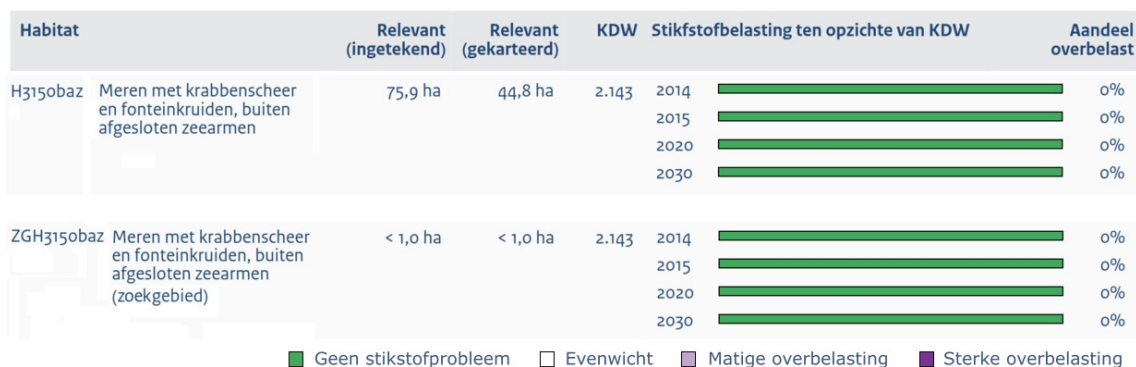 Habitat Relevant Relevant KDW Stikfstofbelasting ten opzichte van KDW Aandeel
(ingetekend) (gekarteerd) overbelast
H3150baz Meren met krabbenscheer 75,9 ha 44,8 ha 2.143 2014 0%
en fonteinkruiden, buiten 2015 0%
afgesloten zeearmen 2020 0%
2030 0%
ZGH3150baz Meren met krabbenscheer < 1,0 ha < 1,0 ha 2.143 2014 0%
en fonteinkruiden, buiten 2015 0%
afgesloten zeearmen 2020 0%
(zoekgebied) 2030 0%
Geen stikstofprobleem Evenwicht Matige overbelasting Sterke overbelasting